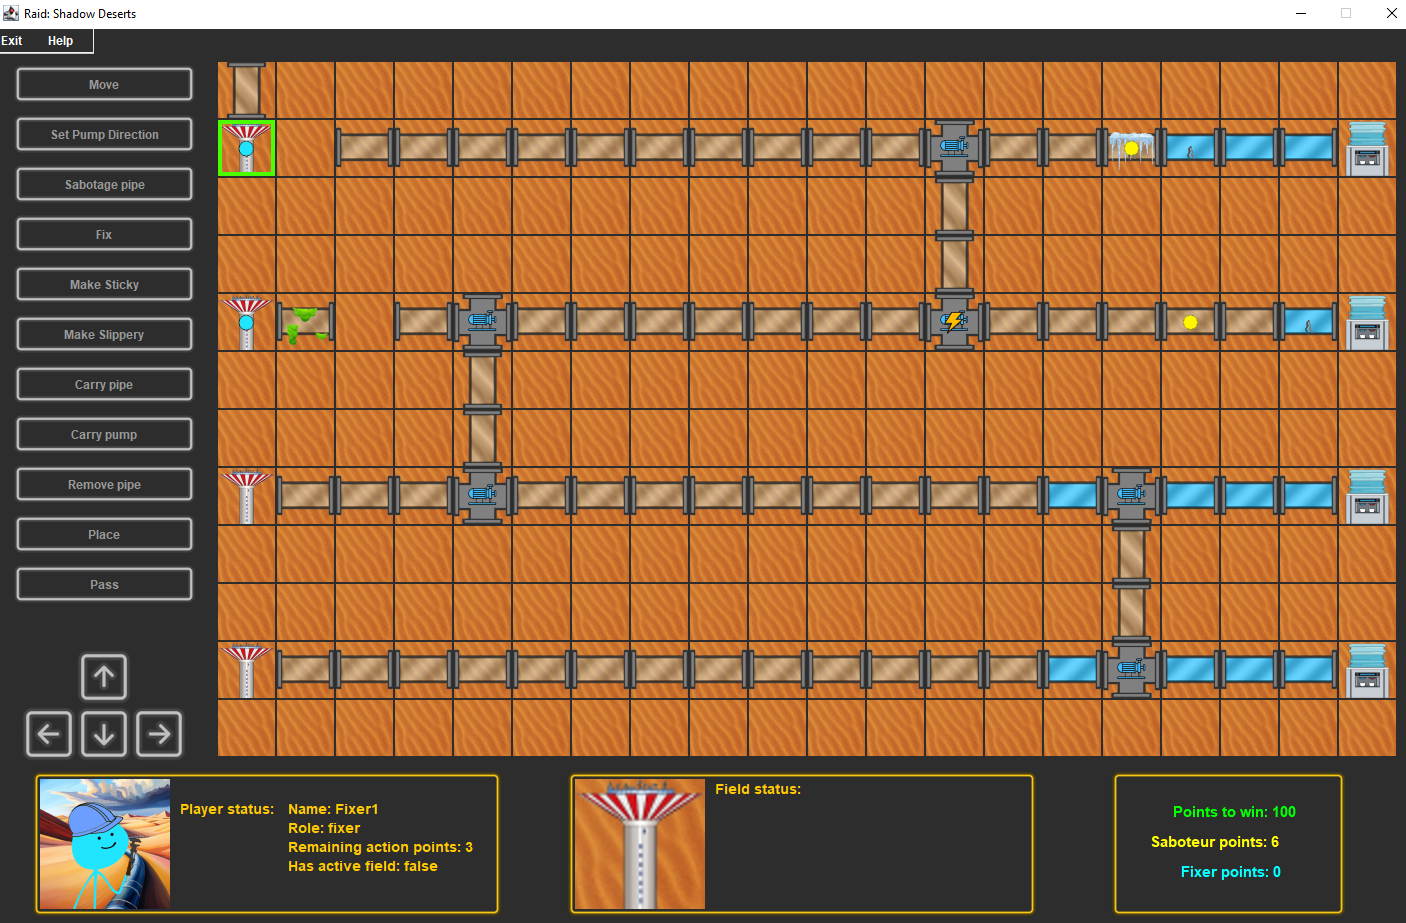 Raid: Shadow Deserts
Exit Help
Move
Set Pump Direction
Sabotage pipe
Fix
Make Sticky
Make Slippery
Carry pipe
Carry pump
Remove pipe
Place
Pass
Player status: Name: Fixer1
Role: fixer
Remaining action points: 3
Has active field: false
Field status:
Points to win: 100
Saboteur points: 6
Fixer points: 0